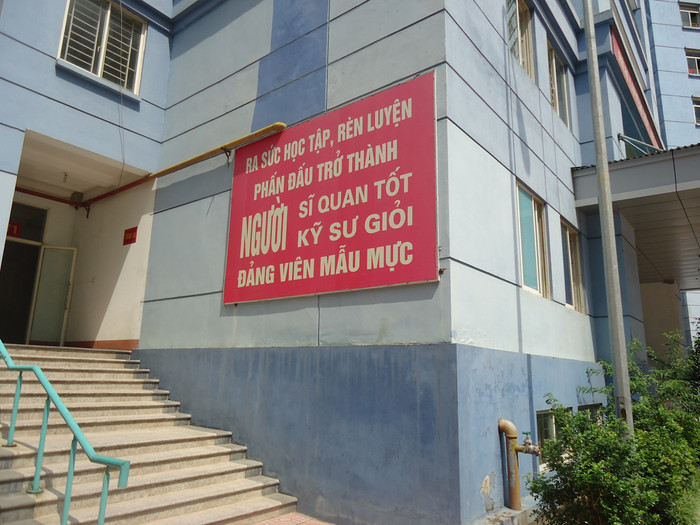 RA SỨC HỌC TẬP, RÈN LUYỆN
PHẤN ĐẤU TRỞ THÀNH
NGƯỜI SĨ QUAN TỐT
KỸ SƯ GIỎI
ĐẢNG VIÊN MẪU MỰC